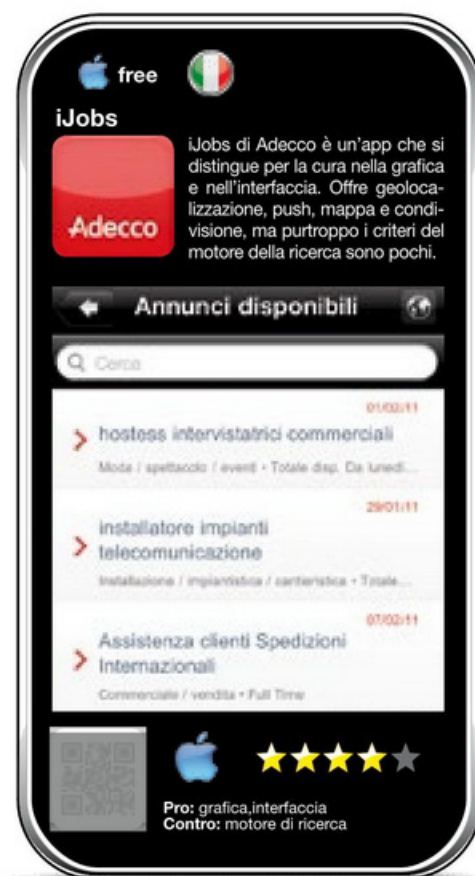 free
iJobs
Adecco
iJobs di Adecco è un'app che si
distingue per la cura nella grafica
e nell'interfaccia. Offre geoloca-
lizzazione, push, mappa e condi-
visione, ma purtroppo i criteri del
motore della ricerca sono pochi.
Annunci disponibili
Cerca
01/02/11
hostess intervistatrici commerciali
Moda / spettacolo / eventi • Totale disp. Da lunedì...
29/01/11
installatore impianti
telecomunicazione
Installazione / impiantistica / cantieristica • Totale...
07/02/11
Assistenza clienti Spedizioni
Internazionali
Commerciale / vendita • Full Time
Pro: grafica,interfaccia
Contro: motore di ricerca